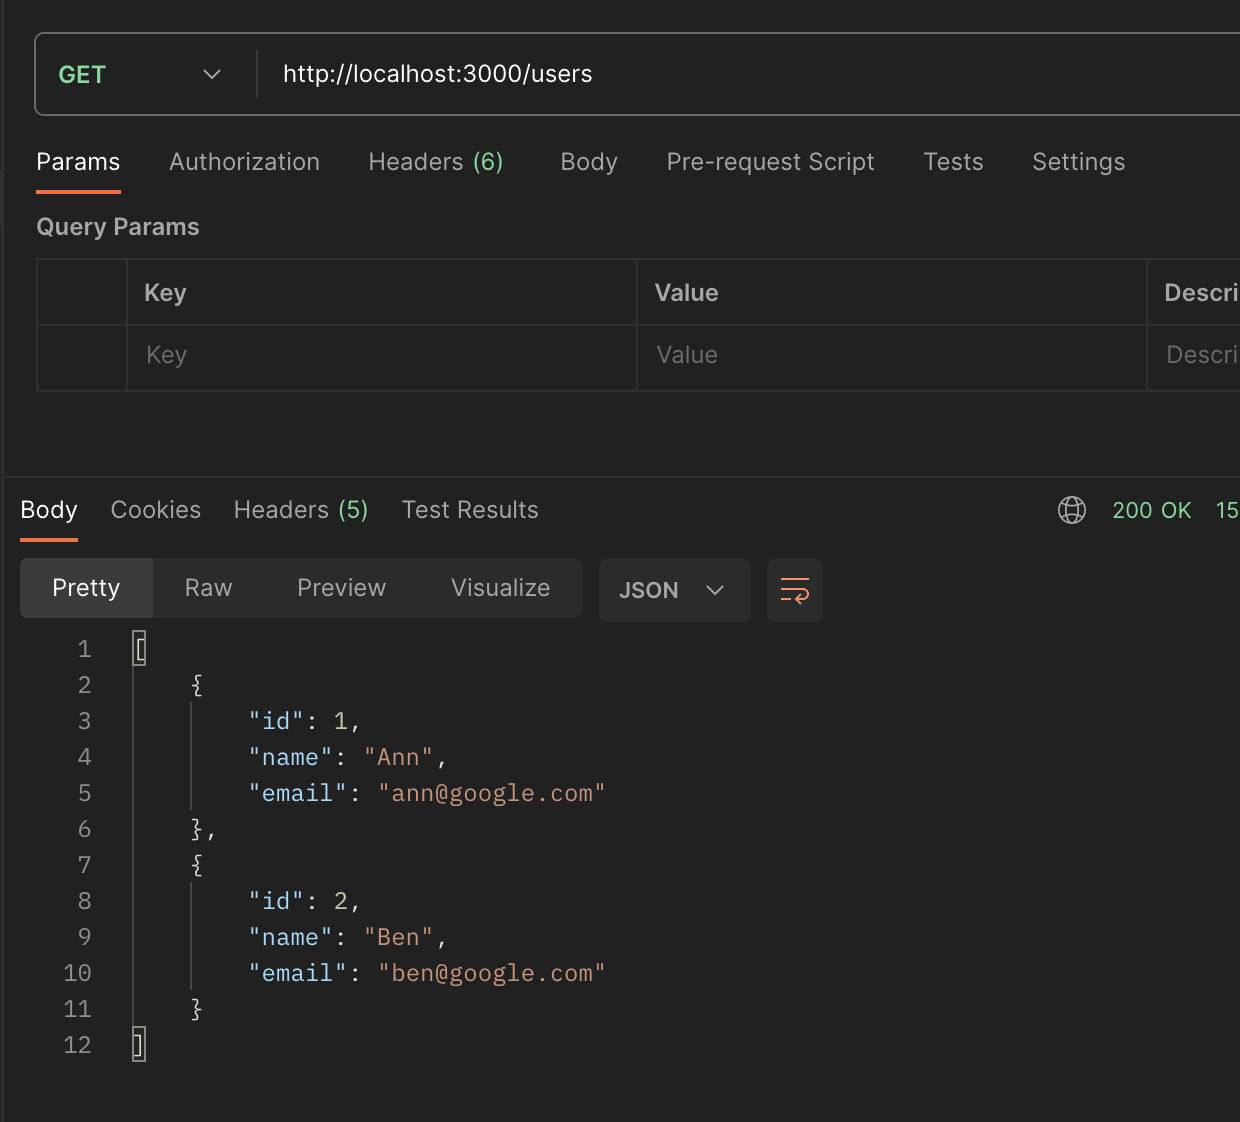 GET http://localhost:3000/users
Params Authorization Headers (6) Body Pre-request Script Tests Settings
Query Params
Key Value Descri
Key Value Descri
Body Cookies Headers (5) Test Results 200 OK 15
Pretty Raw Preview Visualize JSON
1 [
2 {
3 "id": 1,
4 "name": "Ann",
5 "email": "ann@google.com"
6 },
7 {
8 "id": 2,
9 "name": "Ben",
10 "email": "ben@google.com"
11 }
12 ]